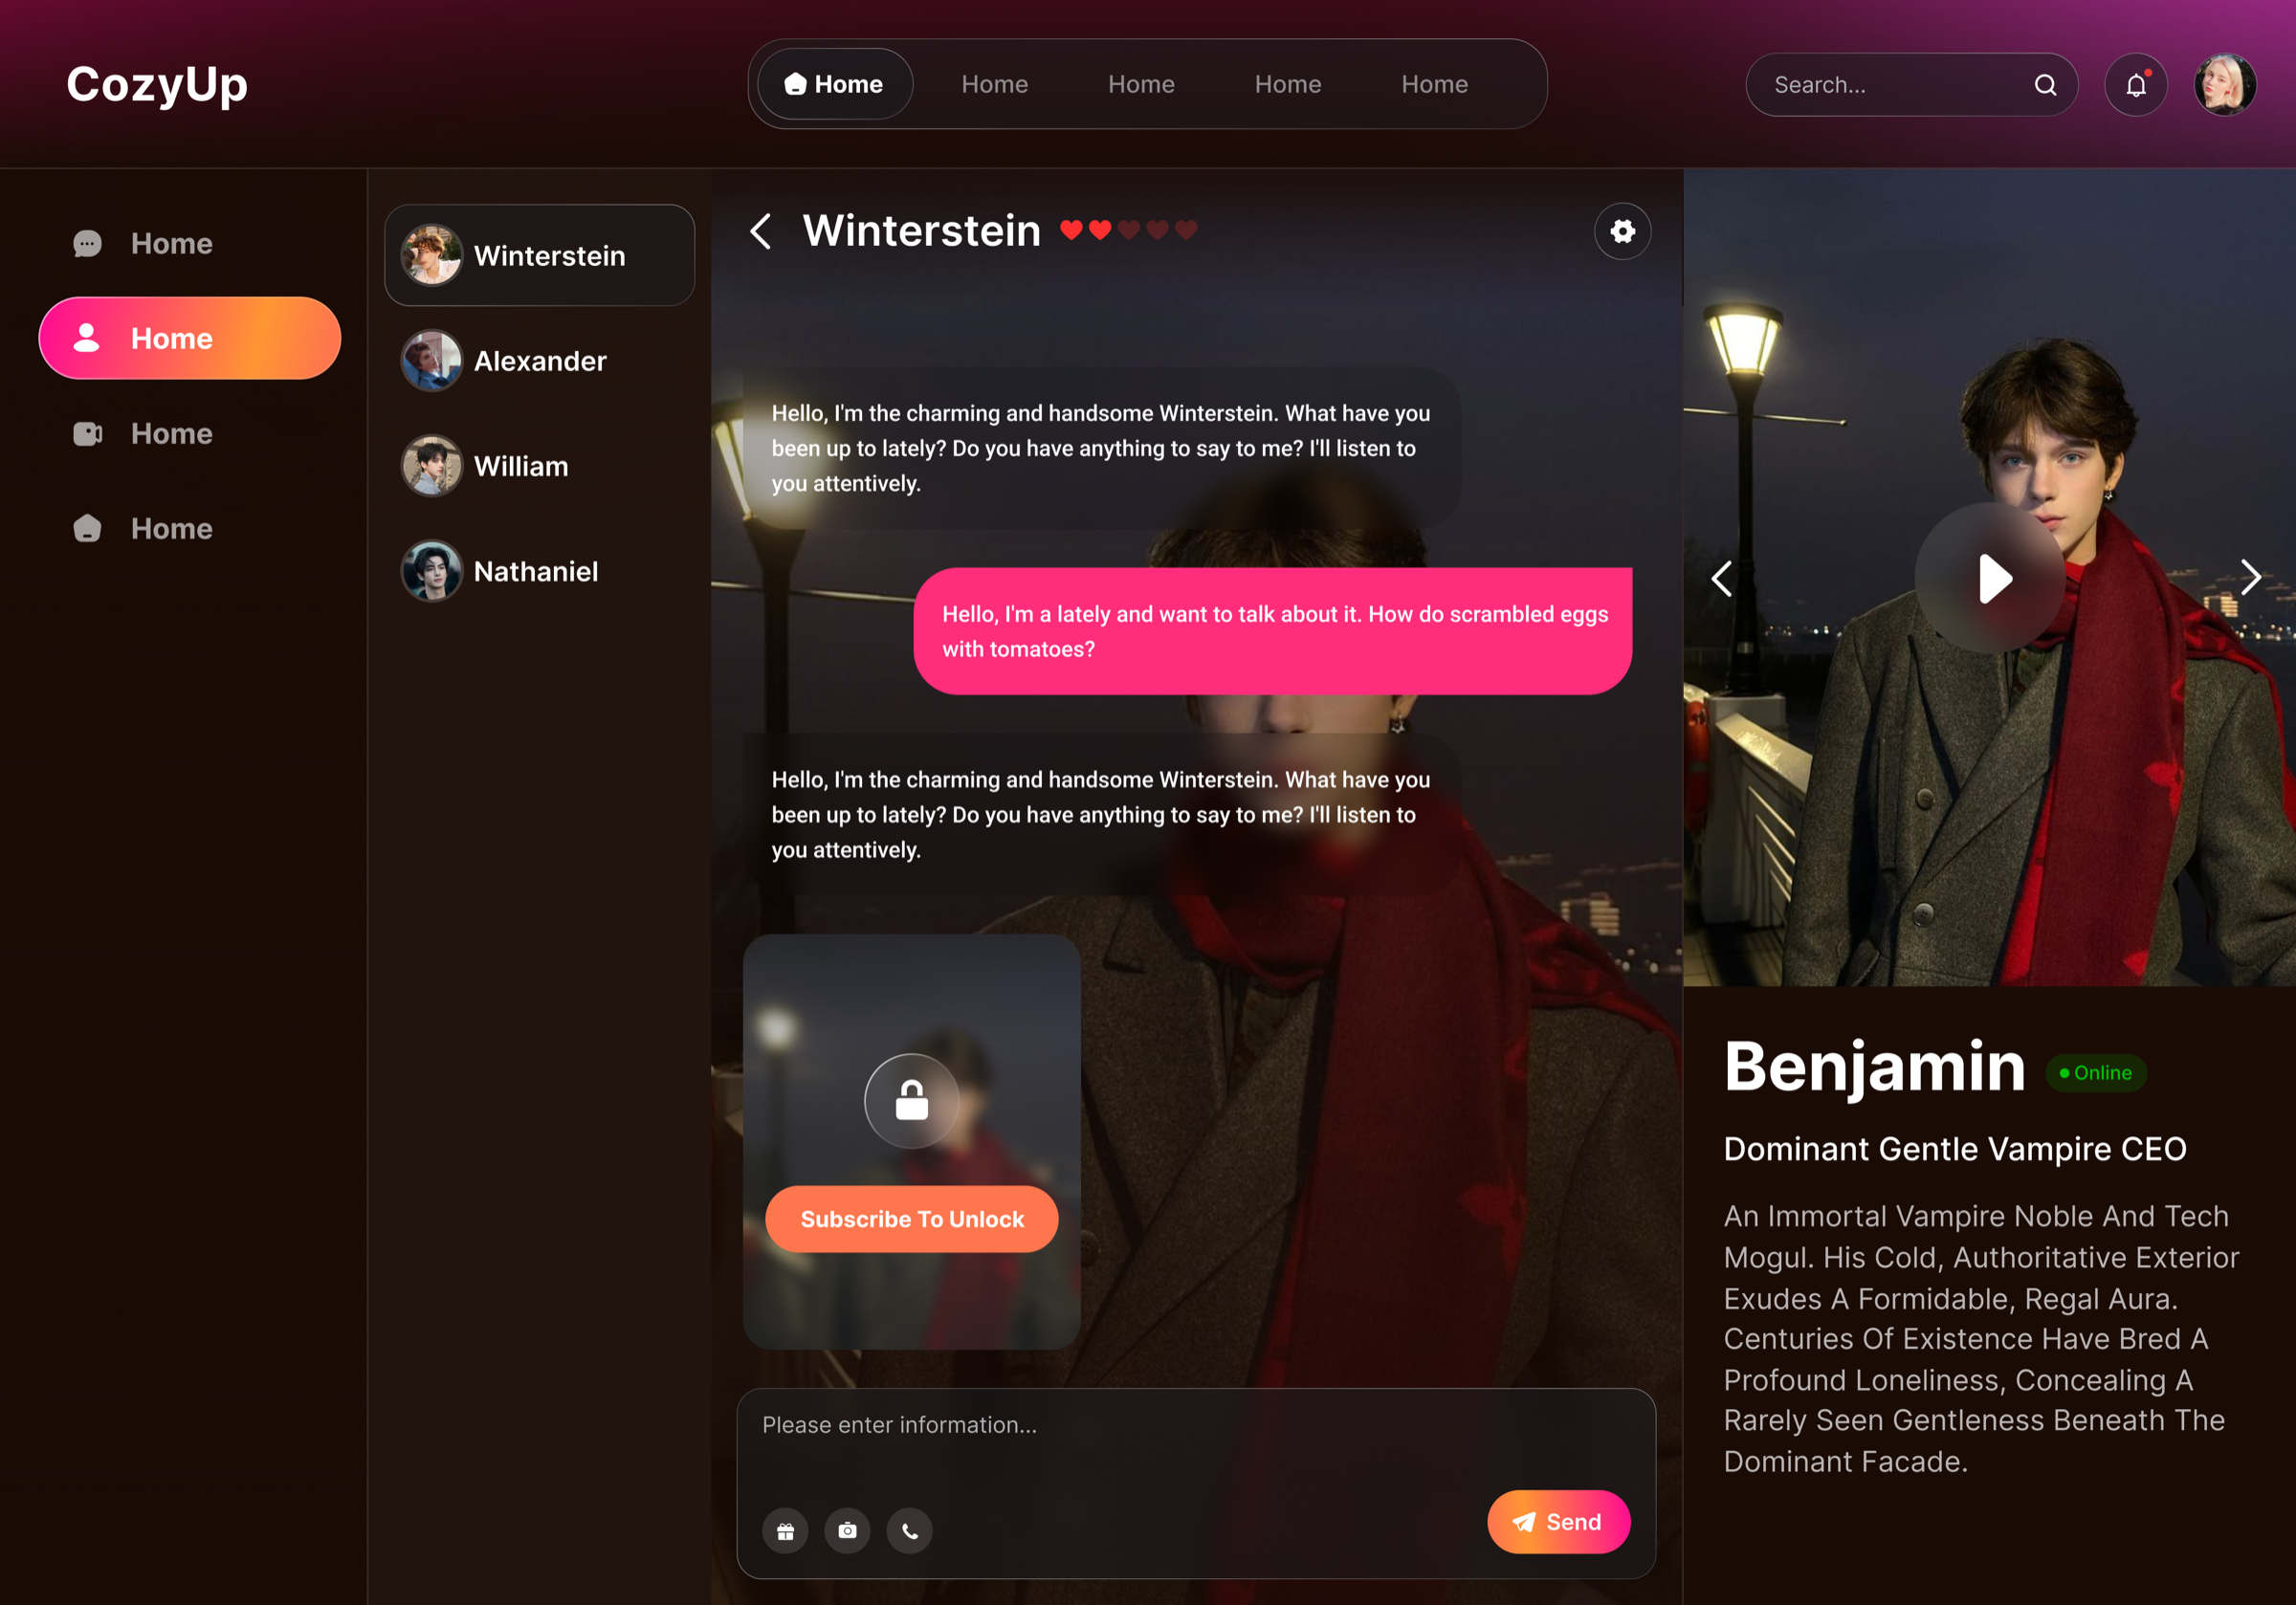 CozyUp
Home
Home
Home
Home
Home
Search...
Home
Home
Home
Home
Winterstein
Alexander
William
Nathaniel
Winterstein
Hello, I'm the charming and handsome Winterstein. What have you
been up to lately? Do you have anything to say to me? I'll listen to
you attentively.
Hello, I'm a lately and want to talk about it. How do scrambled eggs
with tomatoes?
Hello, I'm the charming and handsome Winterstein. What have you
been up to lately? Do you have anything to say to me? I'll listen to
you attentively.
Subscribe To Unlock
Please enter information...
Send
Benjamin
Online
Dominant Gentle Vampire CEO
An Immortal Vampire Noble And Tech
Mogul. His Cold, Authoritative Exterior
Exudes A Formidable, Regal Aura.
Centuries Of Existence Have Bred A
Profound Loneliness, Concealing A
Rarely Seen Gentleness Beneath The
Dominant Facade.